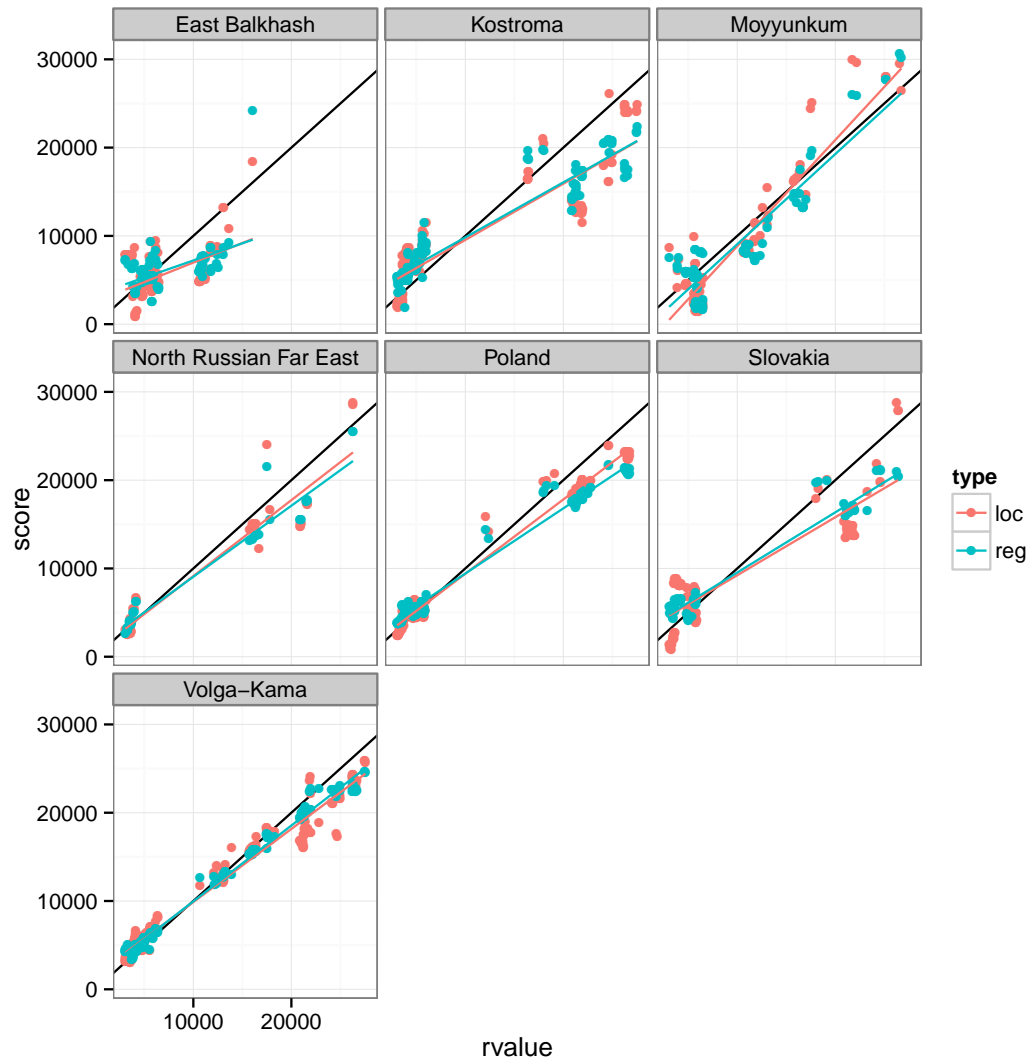 East Balkhash Kostroma Moyyunkum
30000
20000
10000
0
North Russian Far East Poland Slovakia
30000
20000
10000
0
score
type
loc
reg
Volga−Kama
30000
20000
10000
0
10000 20000
rvalue